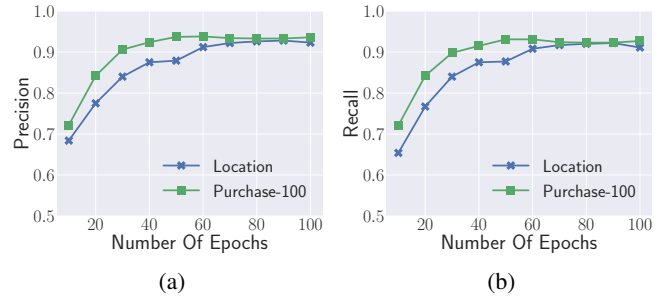 1.0
0.9
0.8
0.7
0.6
0.5
Precision
Location
Purchase-100
20 40 60 80 100
Number Of Epochs
(a)
1.0
0.9
0.8
0.7
0.6
0.5
Recall
Location
Purchase-100
20 40 60 80 100
Number Of Epochs
(b)